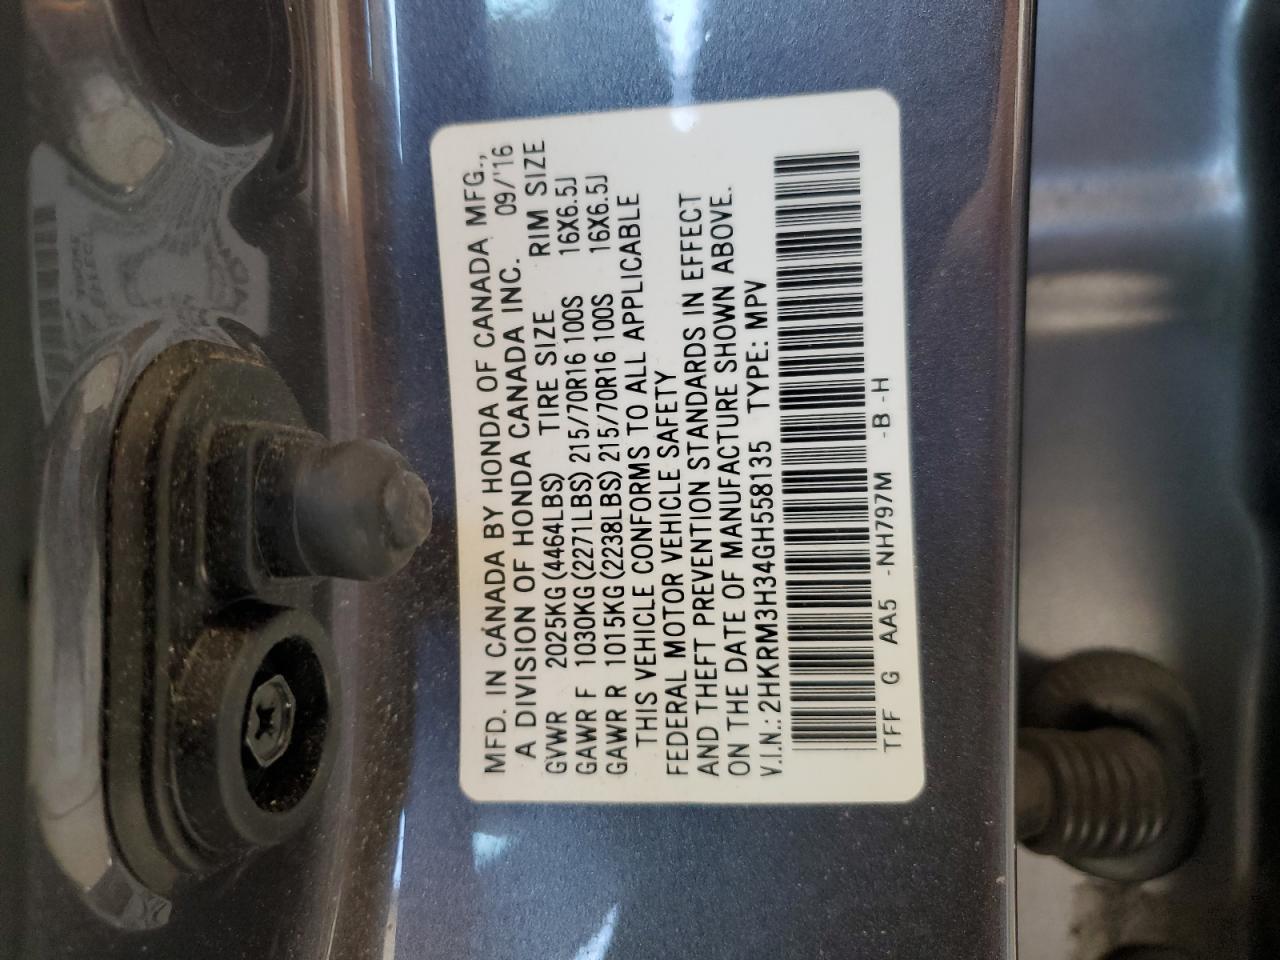 MFD. IN CANADA BY HONDA OF CANADA MFG.,
A DIVISION OF HONDA CANADA INC. 09/'16
GVWR 2025KG(4464LBS) TIRE SIZE RIM SIZE
GAWR F 1030KG(2271LBS) 215/70R16 100S 16X6.5J
GAWR R 1015KG(2238LBS) 215/70R16 100S 16X6.5J
THIS VEHICLE CONFORMS TO ALL APPLICABLE
FEDERAL MOTOR VEHICLE SAFETY
AND THEFT PREVENTION STANDARDS IN EFFECT
ON THE DATE OF MANUFACTURE SHOWN ABOVE.
V.I.N.: 2HKRM3H34GH558135 TYPE: MPV
TFF G AA5 -NH797M -B -H